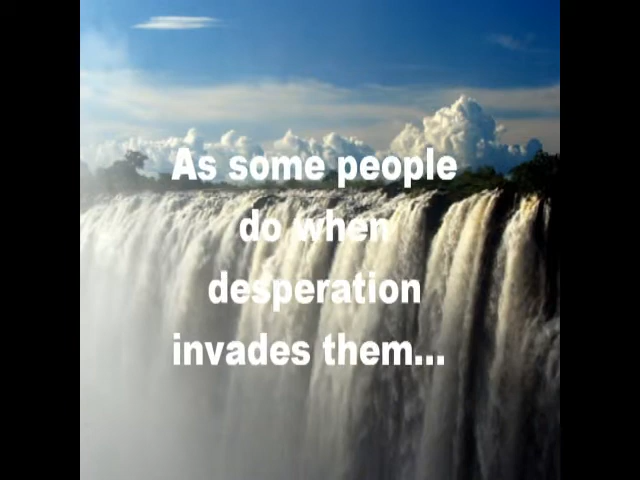 As some people
do when
desperation
invades them...